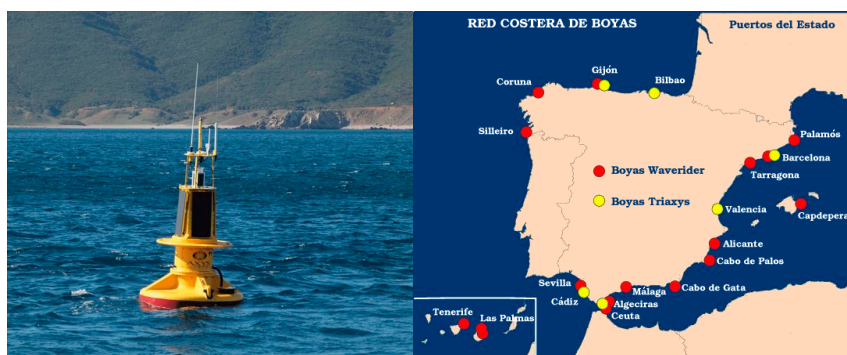 RED COSTERA DE BOYAS
Puertos del Estado
Gijón
Bilbao
Coruna
Silleiro
Palamós
Barcelona
Tarragona
Boyas Waverider
Boyas Triaxys
Valencia
Capdepera
Alicante
Cabo de Palos
Sevilla
Málaga
Cabo de Gata
Cádiz
Algeciras
Ceuta
Tenerife
Las Palmas